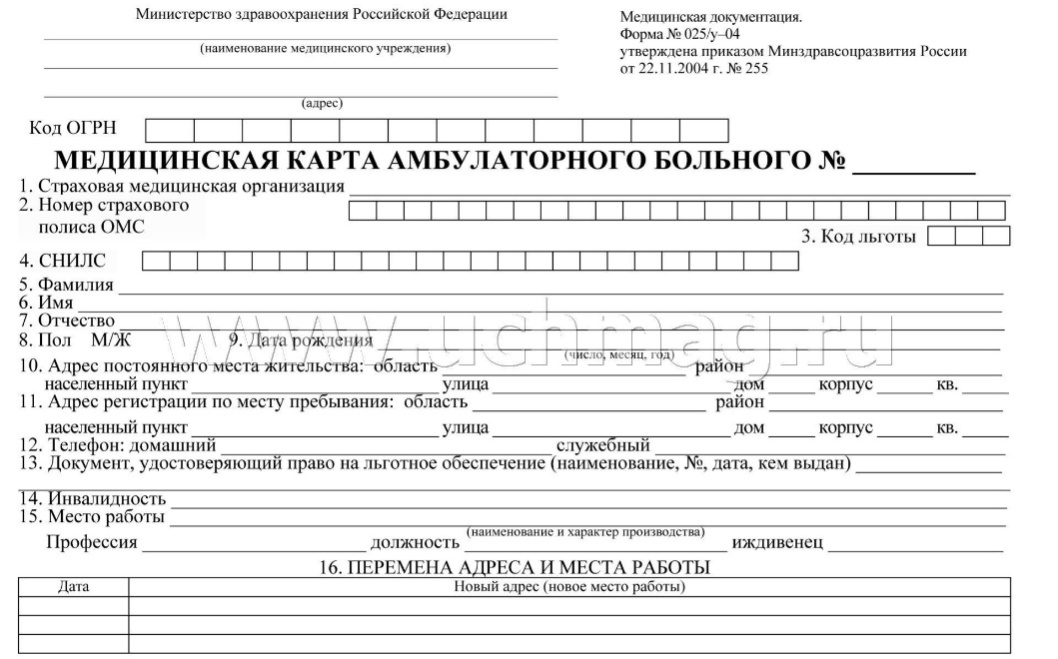 Министерство здравоохранения Российской Федерации
(наименование медицинского учреждения)
(адрес)
Медицинская документация.
Форма № 025/у–04
утверждена приказом Минздравсоцразвития России
от 22.11.2004 г. № 255
Код ОГРН
МЕДИЦИНСКАЯ КАРТА АМБУЛАТОРНОГО БОЛЬНОГО №
1. Страховая медицинская организация
2. Номер страхового
полиса ОМС
3. Код льготы
4. СНИЛС
5. Фамилия
6. Имя
7. Отчество
www.uchmag.ru
8. Пол М/Ж 9. Дата рождения
(число, месяц, год)
10. Адрес постоянного места жительства: область район
населенный пункт улица дом корпус кв.
11. Адрес регистрации по месту пребывания: область район
населенный пункт улица дом корпус кв.
12. Телефон: домашний служебный
13. Документ, удостоверяющий право на льготное обеспечение (наименование, №, дата, кем выдан)
14. Инвалидность
15. Место работы
(наименование и характер производства)
Профессия должность иждивенец
16. ПЕРЕМЕНА АДРЕСА И МЕСТА РАБОТЫ
Дата Новый адрес (новое место работы)